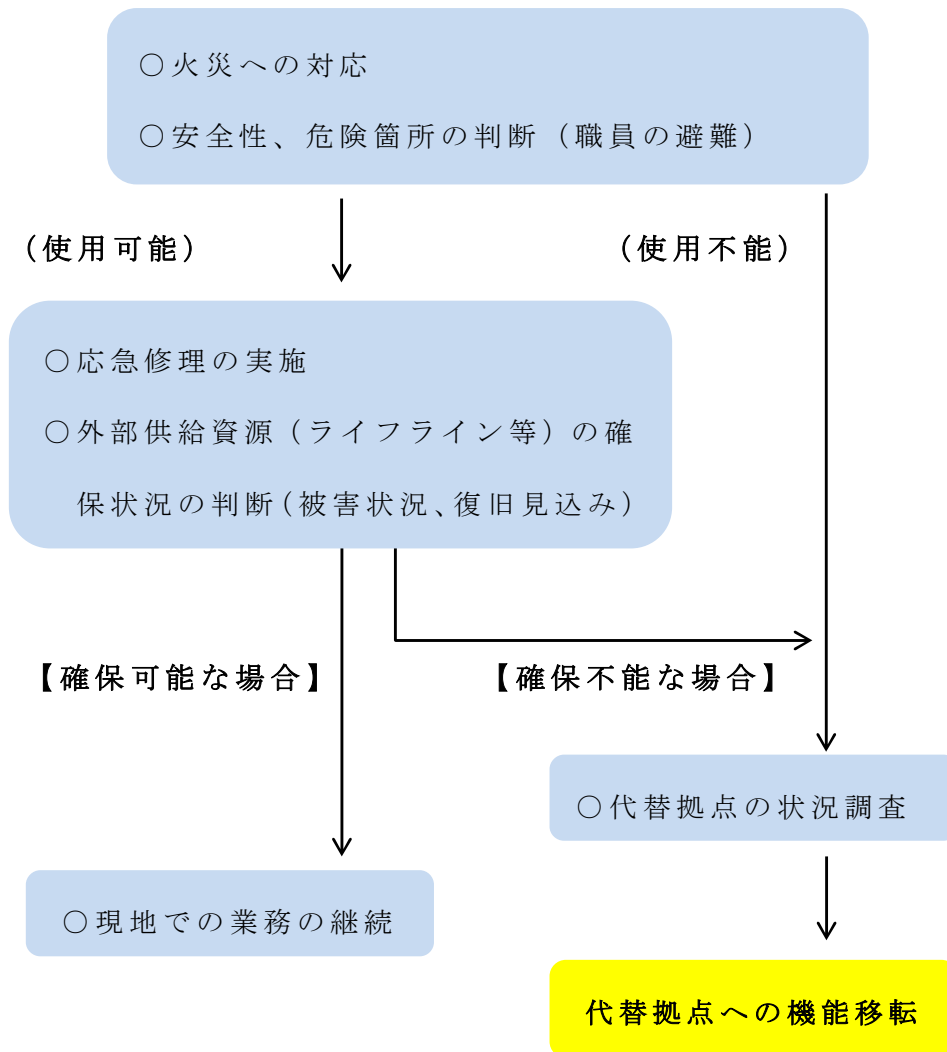 ○火災への対応
○安全性、危険箇所の判断（職員の避難）
（使用可能）
（使用不能）
○応急修理の実施
○外部供給資源（ライフライン等）の確
保状況の判断（被害状況、復旧見込み）
【確保可能な場合】
【確保不能な場合】
○代替拠点の状況調査
○現地での業務の継続
代替拠点への機能移転